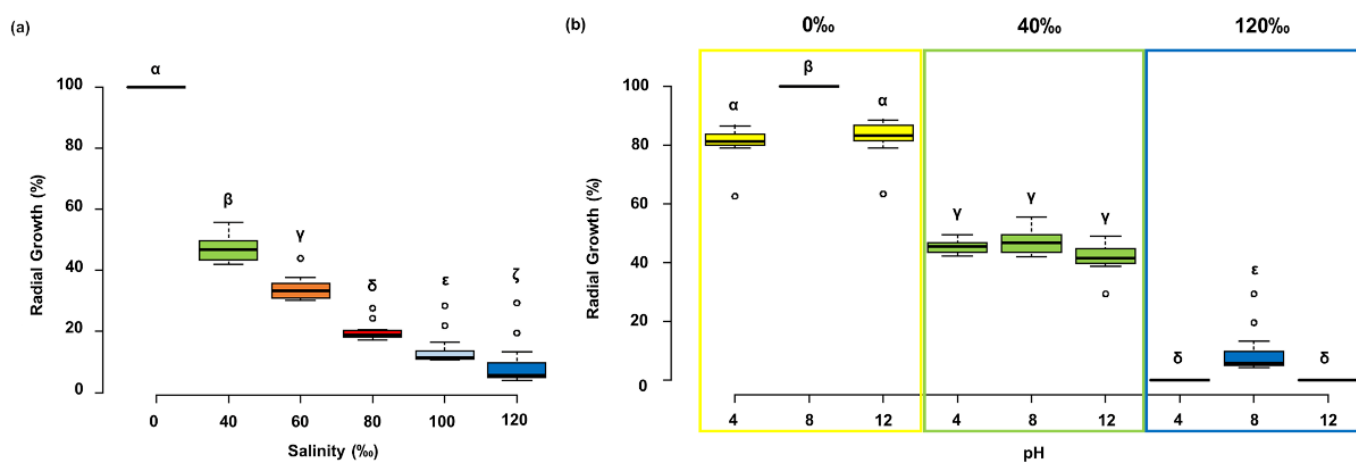 (a)
α
β
γ
δ
ε
ζ
100
80
60
40
20
0
Radial Growth (%)
0 40 60 80 100 120
Salinity (‰)
(b)
0‰ 40‰ 120‰
α β α
γ γ γ
δ ε δ
100
80
60
40
20
0
Radial Growth (%)
4 8 12 4 8 12 4 8 12
pH